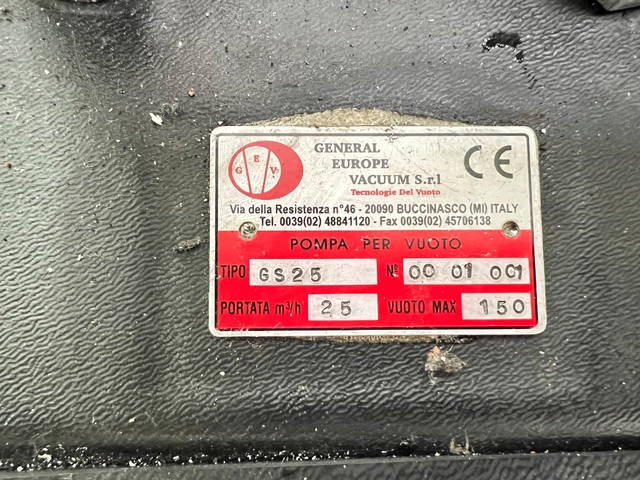 GEV
GENERAL
EUROPE
VACUUM S.r.l
Tecnologie Del Vuoto
CE
Via della Resistenza n°46 - 20090 BUCCINASCO (MI) ITALY
Tel. 0039(02) 48841120 - Fax 0039(02) 45706138
POMPA PER VUOTO
TIPO GS25 N° 00 01 001
PORTATA m³/h 25 VUOTO MAX 150